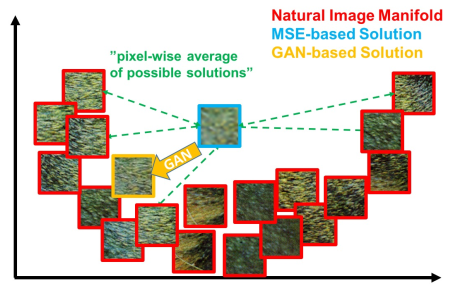 Natural Image Manifold
MSE-based Solution
GAN-based Solution
"pixel-wise average
of possible solutions"
GAN